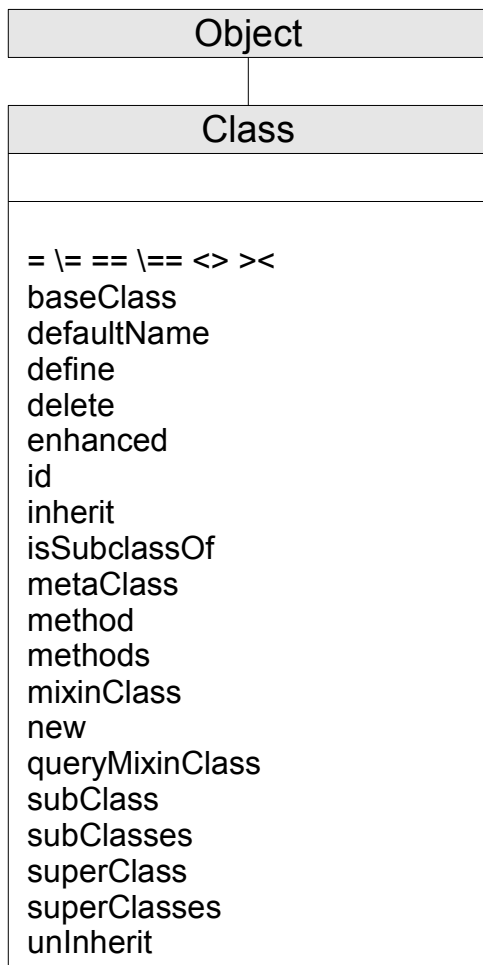 Object
Class
= \= == \== <> ><
baseClass
defaultName
define
delete
enhanced
id
inherit
isSubclassOf
metaClass
method
methods
mixinClass
new
queryMixinClass
subClass
subClasses
superClass
superClasses
unInherit